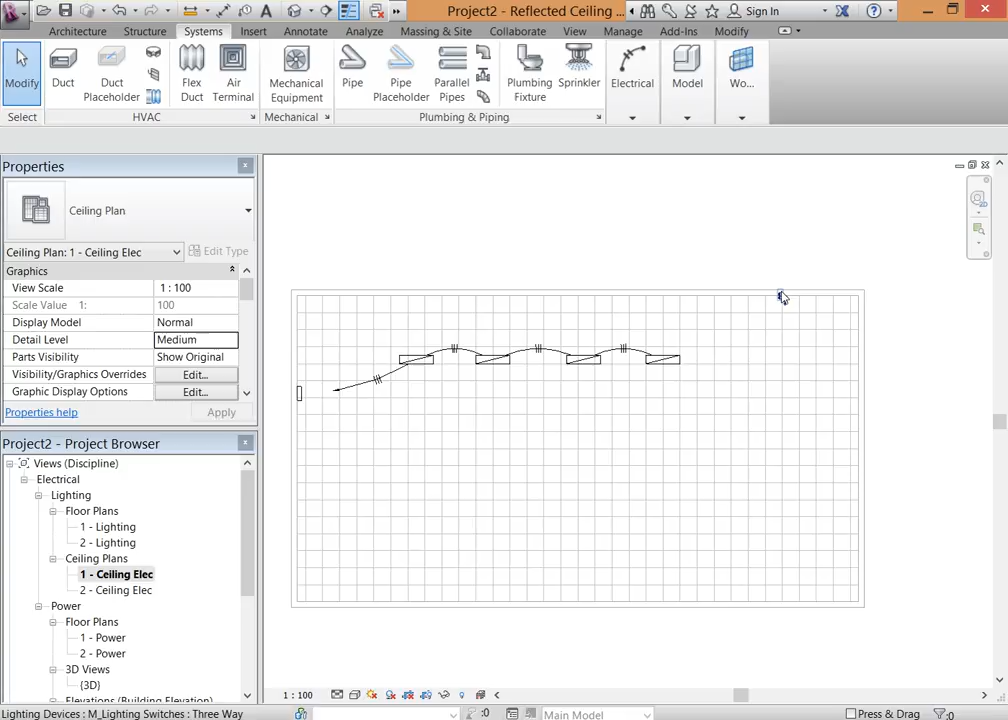 Project2 - Reflected Ceiling ...
Sign In
Architecture Structure Systems Insert Annotate Analyze Massing & Site Collaborate View Manage Add-Ins Modify
Modify Duct Duct Placeholder Flex Duct Air Terminal Mechanical Equipment Pipe Pipe Placeholder Parallel Pipes Plumbing Fixture Sprinkler Electrical Model Wo...
Select HVAC Mechanical Plumbing & Piping
Properties
Ceiling Plan
Ceiling Plan: 1 - Ceiling Elec Edit Type
Graphics
View Scale 1 : 100
Scale Value 1: 100
Display Model Normal
Detail Level Medium
Parts Visibility Show Original
Visibility/Graphics Overrides Edit...
Graphic Display Options Edit...
Properties help Apply
Project2 - Project Browser
Views (Discipline)
Electrical
Lighting
Floor Plans
1 - Lighting
2 - Lighting
Ceiling Plans
1 - Ceiling Elec
2 - Ceiling Elec
Power
Floor Plans
1 - Power
2 - Power
3D Views
{3D}
Elevations (Building Elevation)
1 : 100
Lighting Devices : M_Lighting Switches : Three Way :0 Main Model Press & Drag :0